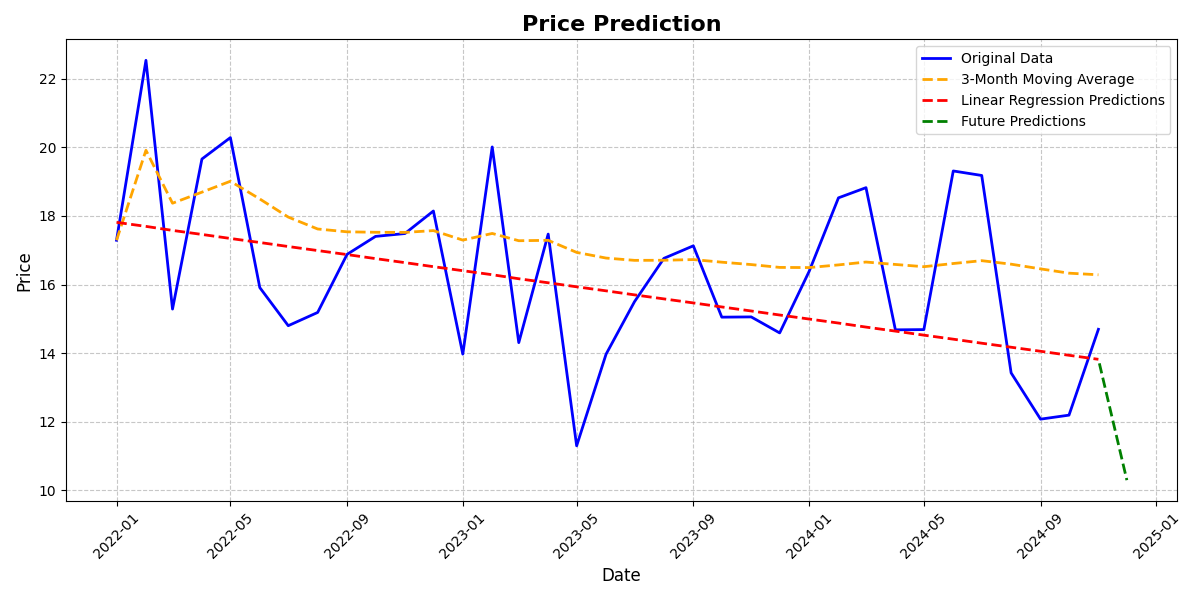 Price Prediction
Original Data
3-Month Moving Average
Linear Regression Predictions
Future Predictions
Price
22
20
18
16
14
12
10
2022-01
2022-05
2022-09
2023-01
2023-05
2023-09
2024-01
2024-05
2024-09
2025-01
Date